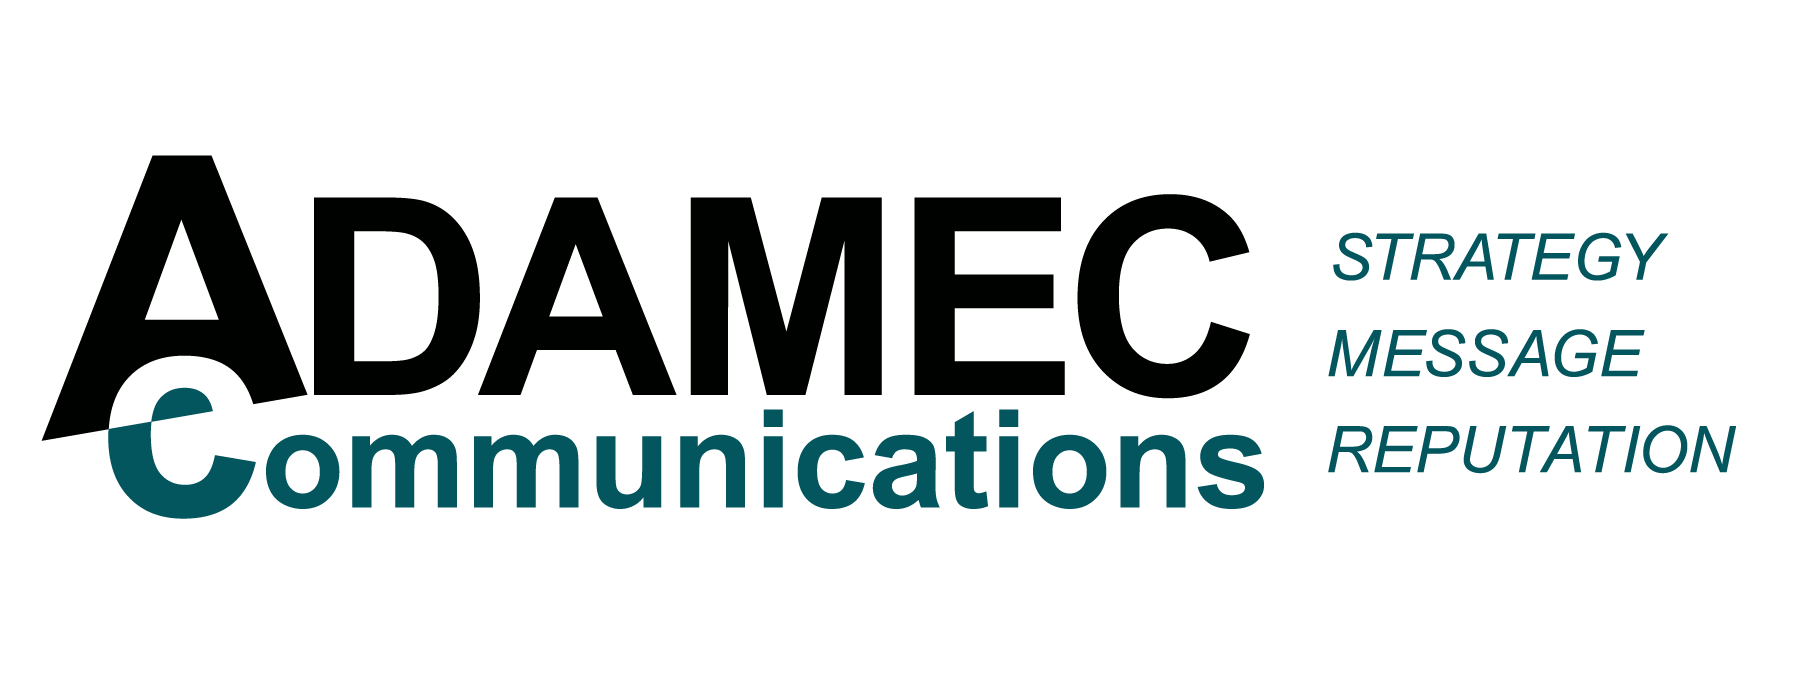 ADAMEC
Communications
STRATEGY
MESSAGE
REPUTATION